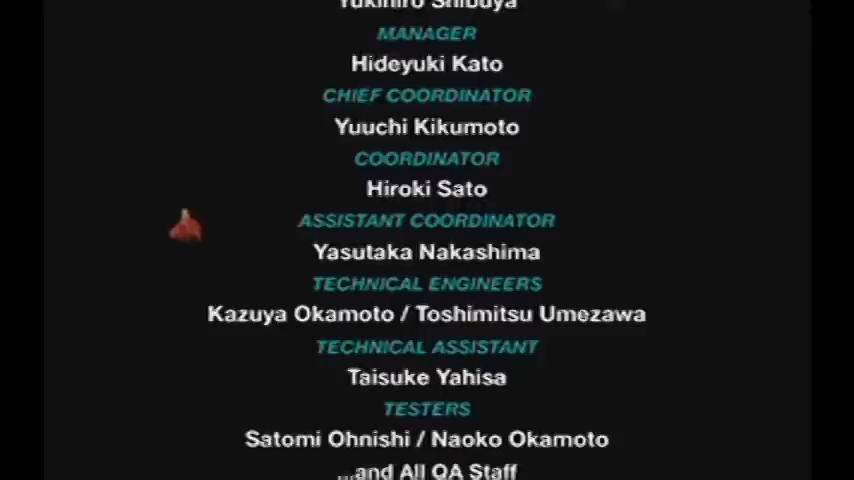 Yukihiro Shibuya
MANAGER
Hideyuki Kato
CHIEF COORDINATOR
Yuuchi Kikumoto
COORDINATOR
Hiroki Sato
ASSISTANT COORDINATOR
Yasutaka Nakashima
TECHNICAL ENGINEERS
Kazuya Okamoto / Toshimitsu Umezawa
TECHNICAL ASSISTANT
Taisuke Yahisa
TESTERS
Satomi Ohnishi / Naoko Okamoto
...and All QA Staff